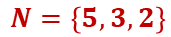 N = {5, 3, 2}